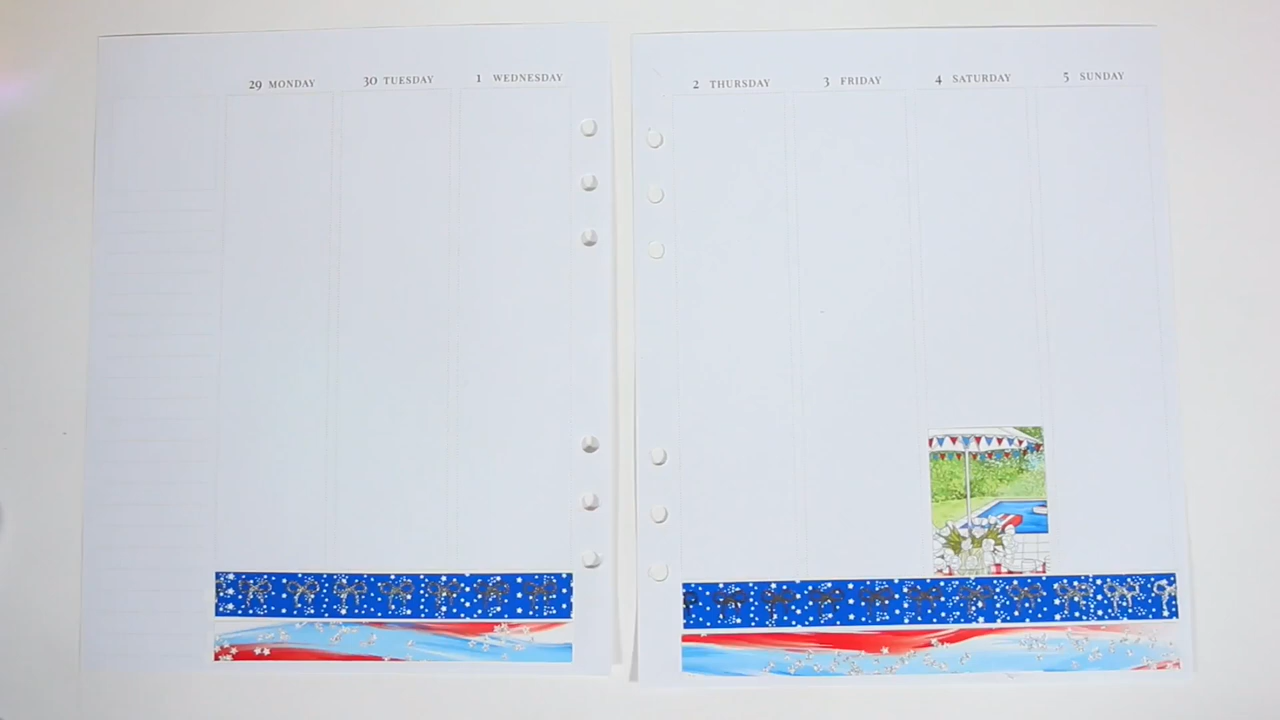 29 MONDAY
30 TUESDAY
1 WEDNESDAY
2 THURSDAY
3 FRIDAY
4 SATURDAY
5 SUNDAY